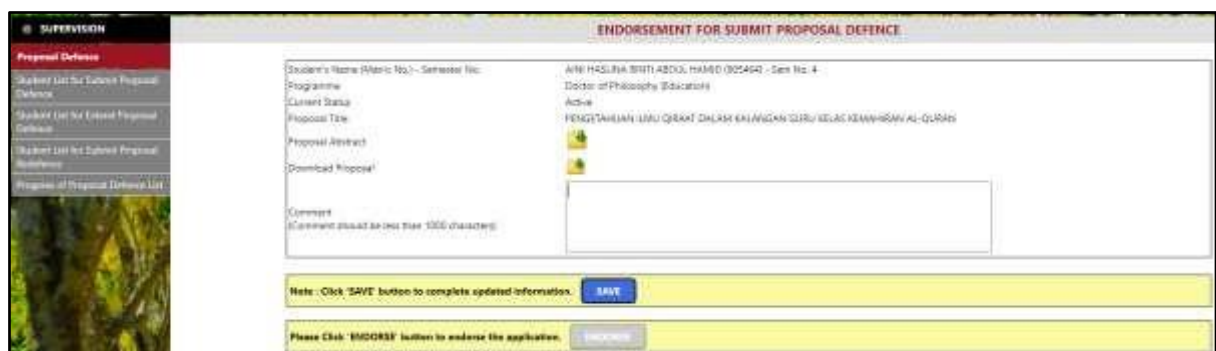 SUPERVISION
ENDORSEMENT FOR SUBMIT PROPOSAL DEFENCE
Proposal Defence
Student List for Submit Proposal
Defence
Student List for Extend Proposal
Defence
Student List for Submit Proposal
Redefence
Progress of Proposal Defence List
Student's Name (Matric No.) - Semester No.
AINI HASLINA BINTI ABDUL HAMID (905464) - Sem No. 4
Programme
Doctor of Philosophy (Education)
Current Status
Active
Proposal Title
PENGETAHUAN ILMU QIRAAT DALAM KALANGAN GURU KELAS KEMAHIRAN AL-QURAN
Proposal Abstract
Download Proposal
Comment
(Comment should be less than 1000 characters)
Note : Click 'SAVE' button to complete updated information.
SAVE
Please Click 'ENDORSE' button to endorse the application.
ENDORSE